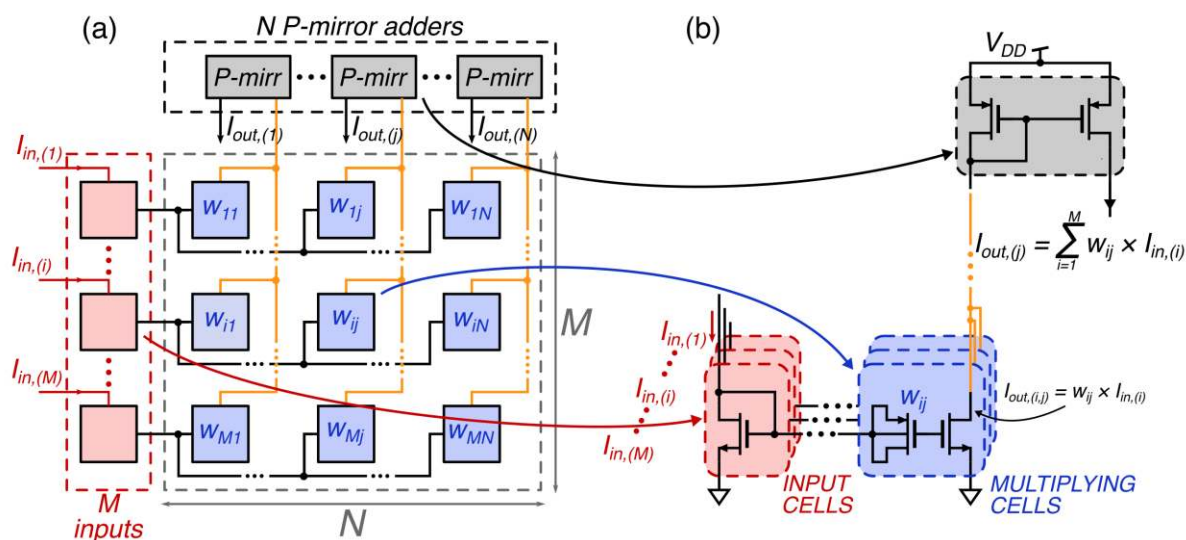 (a)
N P-mirror adders
P-mirr ••• P-mirr ••• P-mirr
I_out,(1) I_out,(j) I_out,(N)
I_in,(1)
w_11 w_1j w_1N
I_in,(i)
w_i1 w_ij w_iN
I_in,(M)
w_M1 w_Mj w_MN
M
N
M
inputs
(b)
V_DD
I_out,(j) = ∑_{i=1}^{M} w_ij × I_in,(i)
I_in,(1)
I_in,(i)
I_in,(M)
w_ij
I_out,(i,j) = w_ij × I_in,(i)
INPUT
CELLS
MULTIPLYING
CELLS